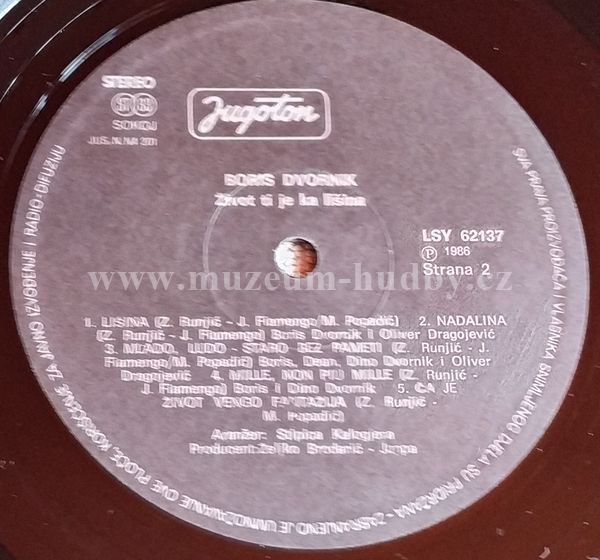 STEREO
SOKOJ
Jugoton
BORIS DVORNIK
Život ti je ka lišina
LSY 62137
Ⓟ 1986
Strana 2
www.muzeum-hudby.cz
1. LIŠINA (Z. Runjić - J. Fiamengo/M. Popadić) 2. NADALINA
(Z. Runjić - J. Fiamengo) Boris Dvornik i Oliver Dragojević
3. MLADO, LUDO - STARO BEZ PAMETI (Z. Runjić - J.
Fiamengo/M. Popadić) Boris, Dean, Dino Dvornik i Oliver
Dragojević 4. MILLE, NON PIU MILLE (Z. Runjić
- J. Fiamengo) Boris i Dino Dvornik 5. ČA JE
ŽIVOT VENGO FANTAZIJA (Z. Runjić -
M. Popadić)
Aranžer: Stipica Kalogjera
Producent: Željko Brodarić - Jappa
SVA PRAVA PROIZVOĐAČA I VLASNIKA SNIMLJENOG DJELA SU PRIDRŽANA - ZABRANJENO JE UMNOŽAVANJE OVE PLOČE, KORIŠĆENJE ZA JAVNO IZVOĐENJE I RADIO-DIFUZIJU